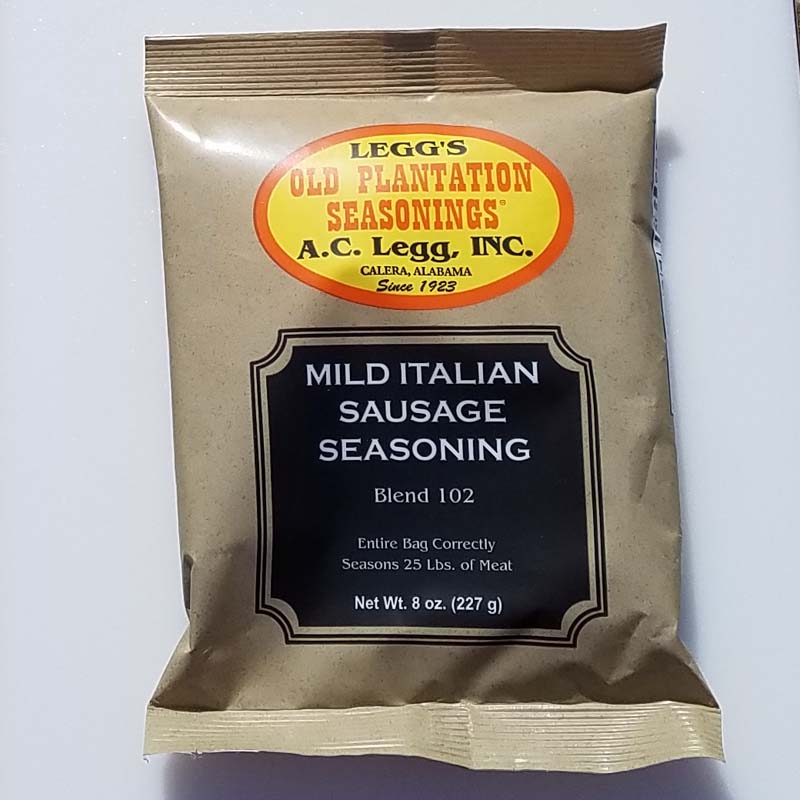 LEGG'S
OLD PLANTATION
SEASONINGS®
A.C. Legg, INC.
CALERA, ALABAMA
Since 1923
MILD ITALIAN
SAUSAGE
SEASONING
Blend 102
Entire Bag Correctly
Seasons 25 Lbs. of Meat
Net Wt. 8 oz. (227 g)